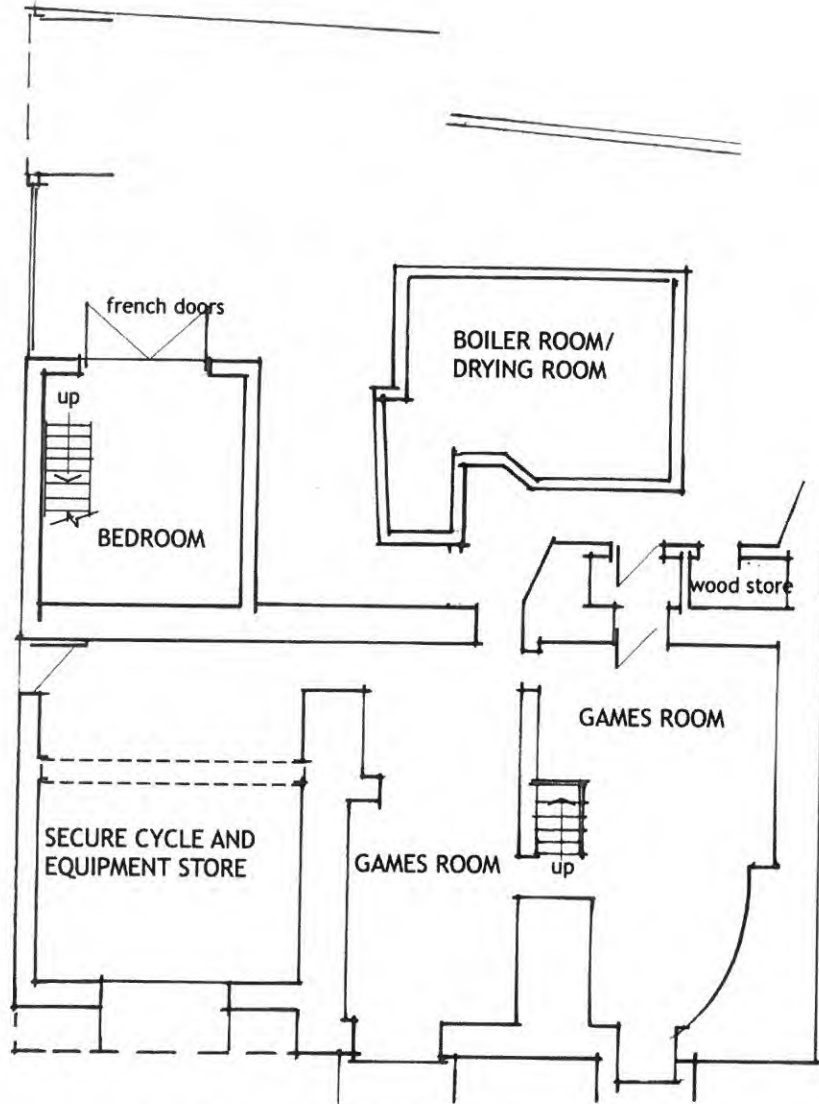 french doors
BOILER ROOM/
DRYING ROOM
up
BEDROOM
wood store
GAMES ROOM
SECURE CYCLE AND
EQUIPMENT STORE
GAMES ROOM
up